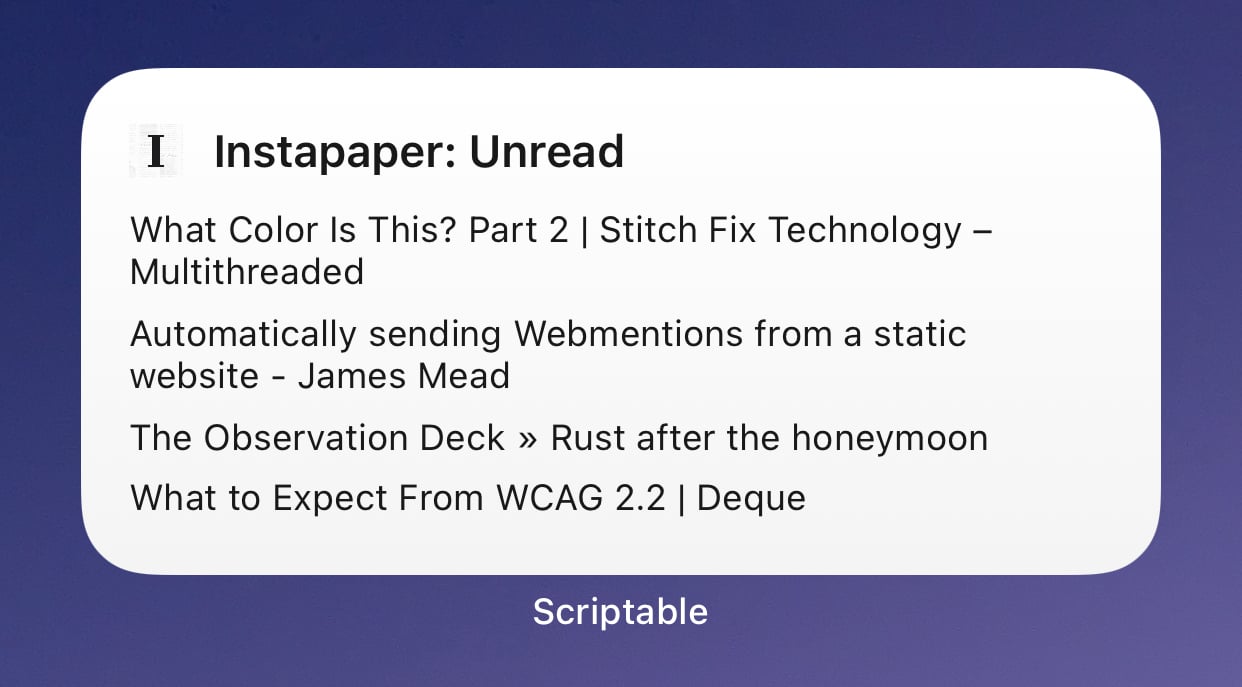 I Instapaper: Unread
What Color Is This? Part 2 | Stitch Fix Technology –
Multithreaded
Automatically sending Webmentions from a static
website - James Mead
The Observation Deck » Rust after the honeymoon
What to Expect From WCAG 2.2 | Deque
Scriptable